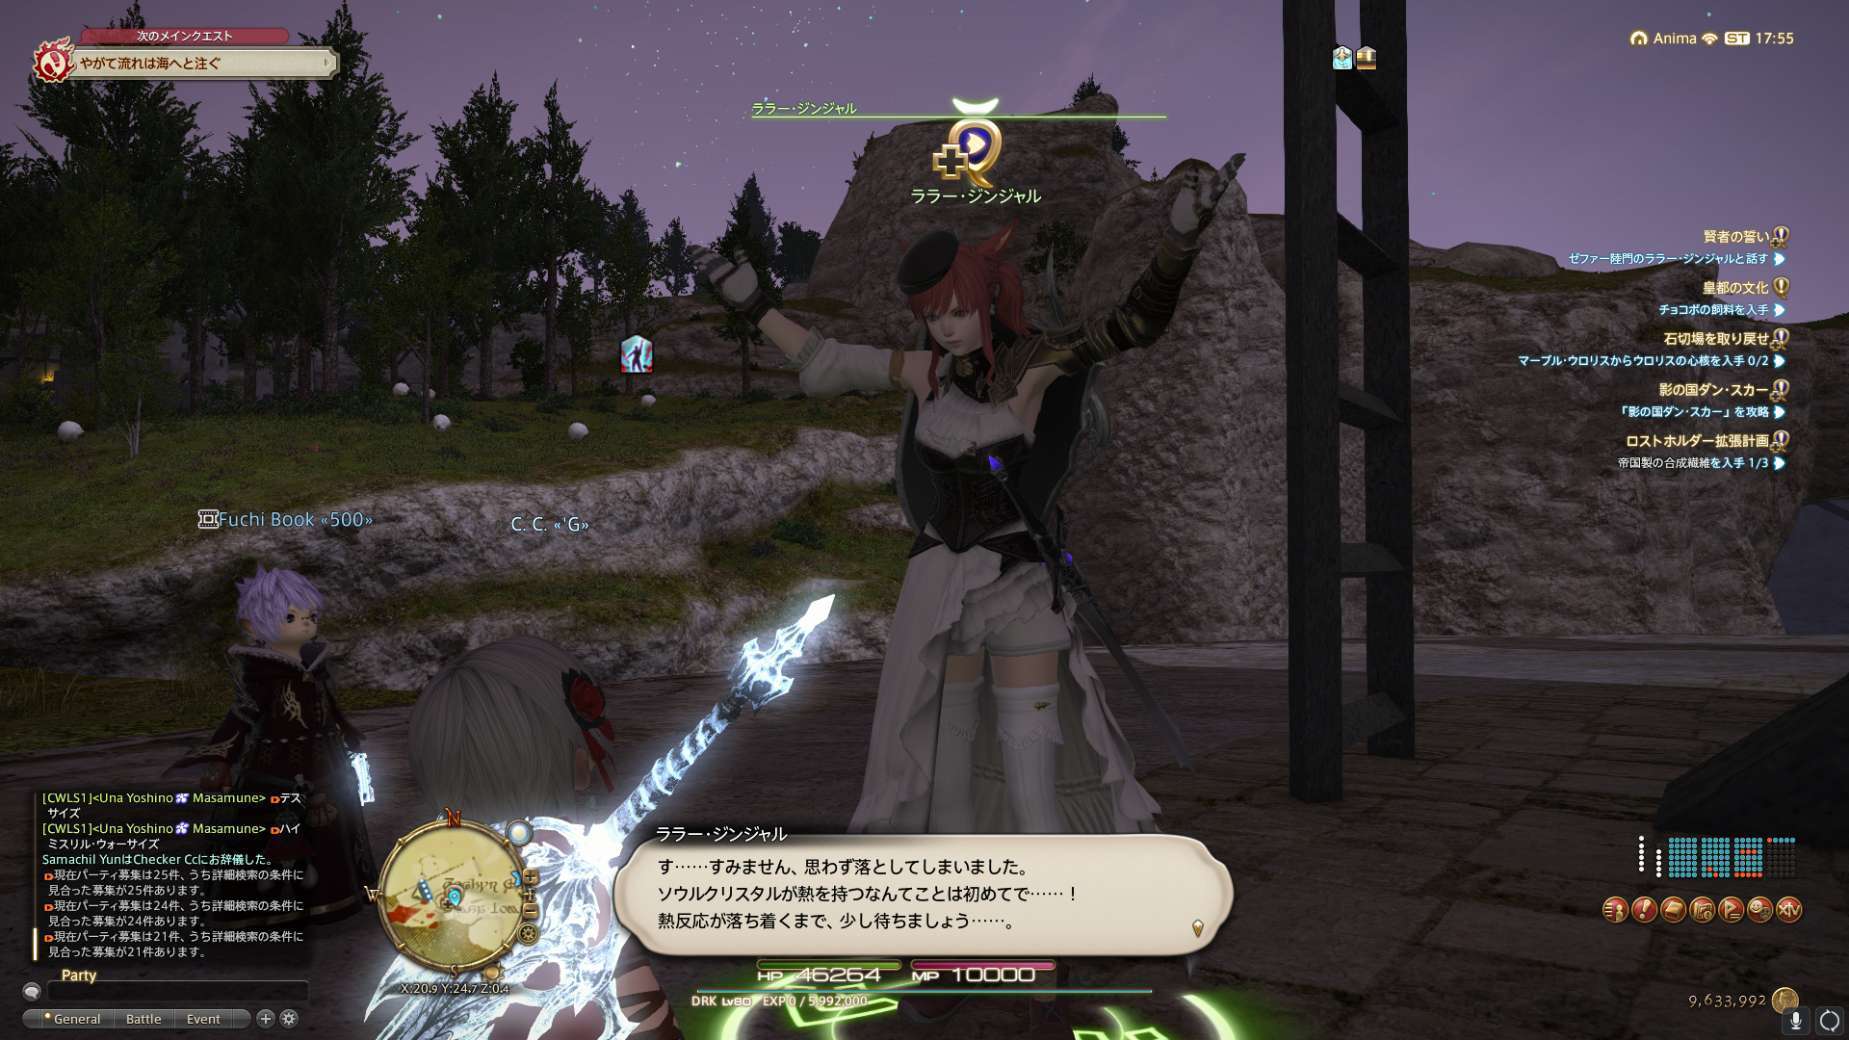 次のメインクエスト
やがて流れは海へと注ぐ
Anima ST 17:55
ララー・ジンジャル
ララー・ジンジャル
賢者の誓い
ゼファー陸門のララー・ジンジャルと話す
皇都の文化
チョコボの飼料を入手
石切場を取り戻せ
マーブル・ウロリスからウロリスの心核を入手 0/2
影の国ダン・スカー
「影の国ダン・スカー」を攻略
ロストホルダー拡張計画
帝国製の合成繊維を入手 1/3
Fuchi Book «500»
C. C. «'G»
[CWLS1]<Una Yoshino Masamune> テス
サイズ
[CWLS1]<Una Yoshino Masamune> ハイ
ミスリル・ウォーサイズ
Samachil YunはChecker Ccにお辞儀した。
現在パーティ募集は25件、うち詳細検索の条件に
見合った募集が25件あります。
現在パーティ募集は24件、うち詳細検索の条件に
見合った募集が24件あります。
現在パーティ募集は21件、うち詳細検索の条件に
見合った募集が21件あります。
Party
General Battle Event
N
W
S
X:20.9 Y:24.7 Z:0.4
ララー・ジンジャル
す……すみません、思わず落としてしまいました。
ソウルクリスタルが熱を持つなんてことは初めてで……！
熱反応が落ち着くまで、少し待ちましょう……。
HP 46264 MP 10000
DRK Lv80 EXP 0 / 5,992,000
XIV
9,633,992